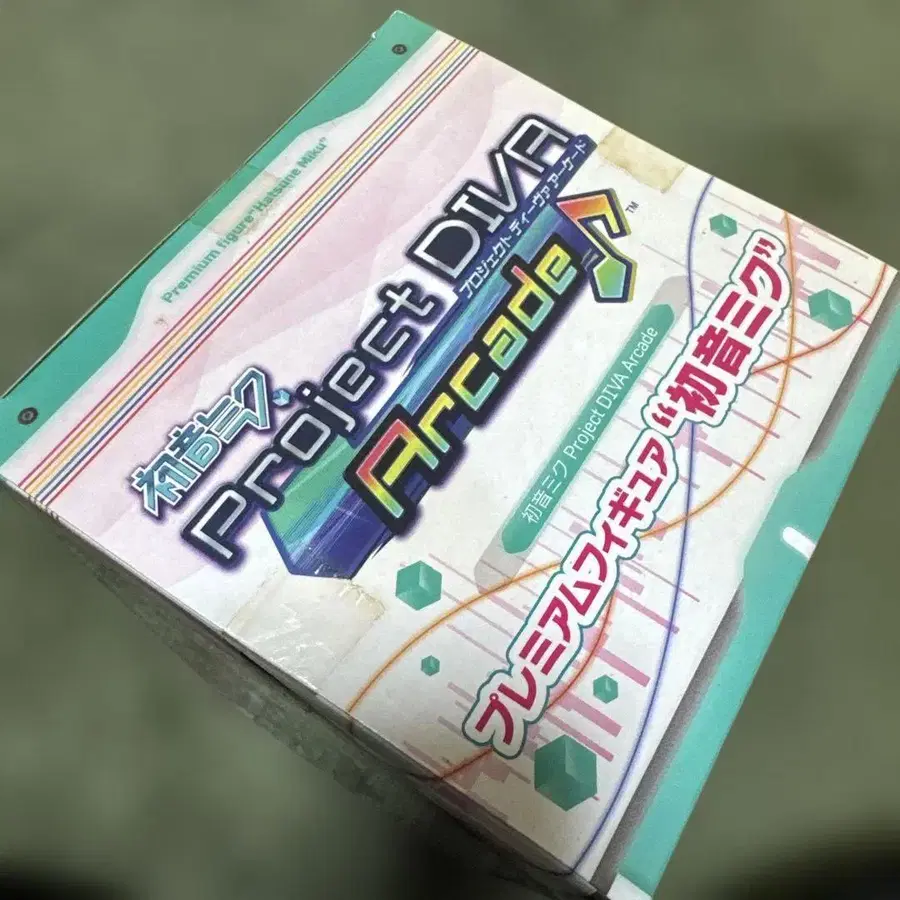 Premium figure "Hatsune Miku"
初音ミク
Project DIVA
プロジェクト ディーヴァ アーケード
Arcade
TM
初音ミク Project DIVA Arcade
プレミアムフィギュア“初音ミク”